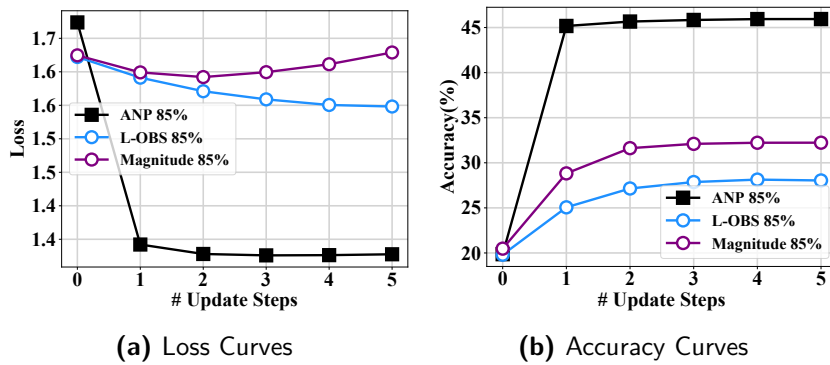 1.7
1.6
1.6
1.5
1.5
1.4
1.4
Loss
ANP 85%
L-OBS 85%
Magnitude 85%
0 1 2 3 4 5
# Update Steps
(a) Loss Curves
45
40
35
30
25
20
Accuracy(%)
ANP 85%
L-OBS 85%
Magnitude 85%
0 1 2 3 4 5
# Update Steps
(b) Accuracy Curves